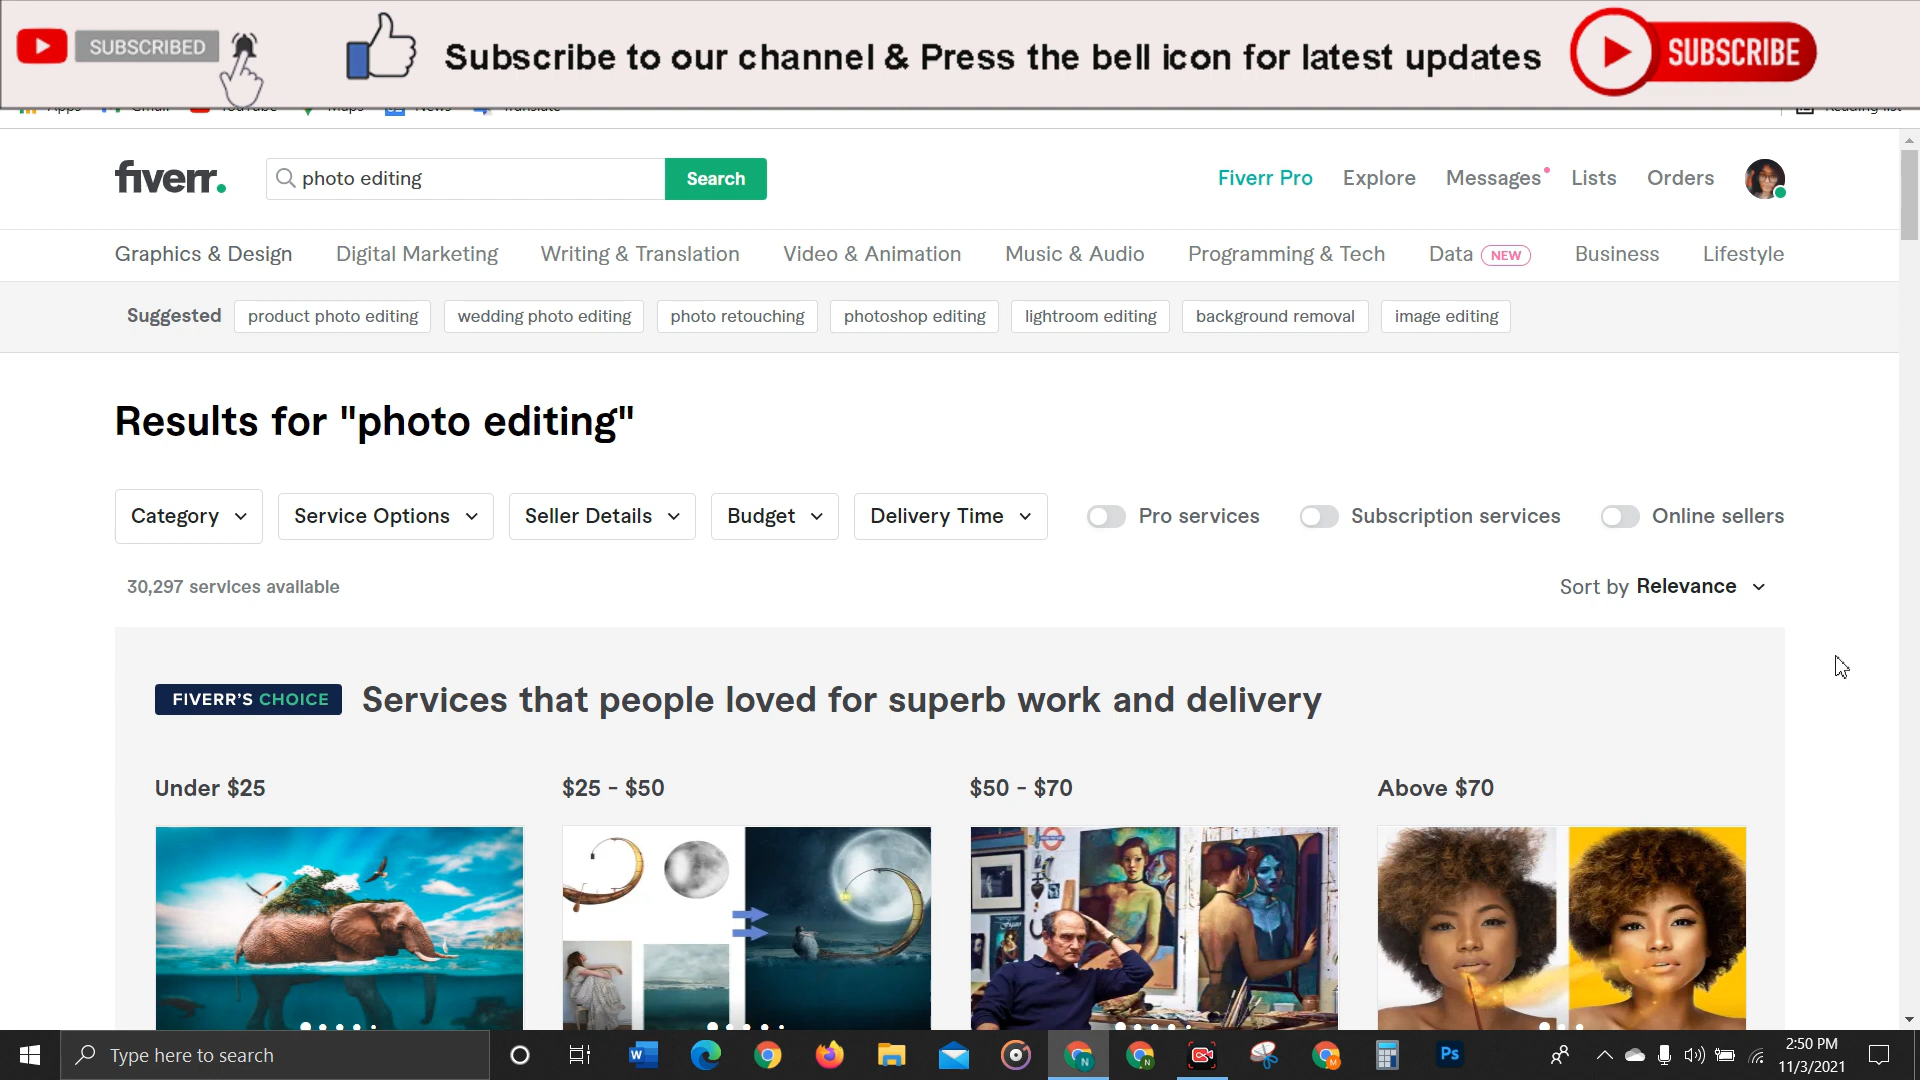 SUBSCRIBED
Subscribe to our channel & Press the bell icon for latest updates
SUBSCRIBE
fiverr.
photo editing
Search
Fiverr Pro
Explore
Messages
Lists
Orders
Graphics & Design
Digital Marketing
Writing & Translation
Video & Animation
Music & Audio
Programming & Tech
Data NEW
Business
Lifestyle
Suggested
product photo editing
wedding photo editing
photo retouching
photoshop editing
lightroom editing
background removal
image editing
Results for "photo editing"
Category
Service Options
Seller Details
Budget
Delivery Time
Pro services
Subscription services
Online sellers
30,297 services available
Sort by Relevance
FIVERR'S CHOICE
Services that people loved for superb work and delivery
Under $25
$25 - $50
$50 - $70
Above $70
Type here to search
Ps
2:50 PM
11/3/2021